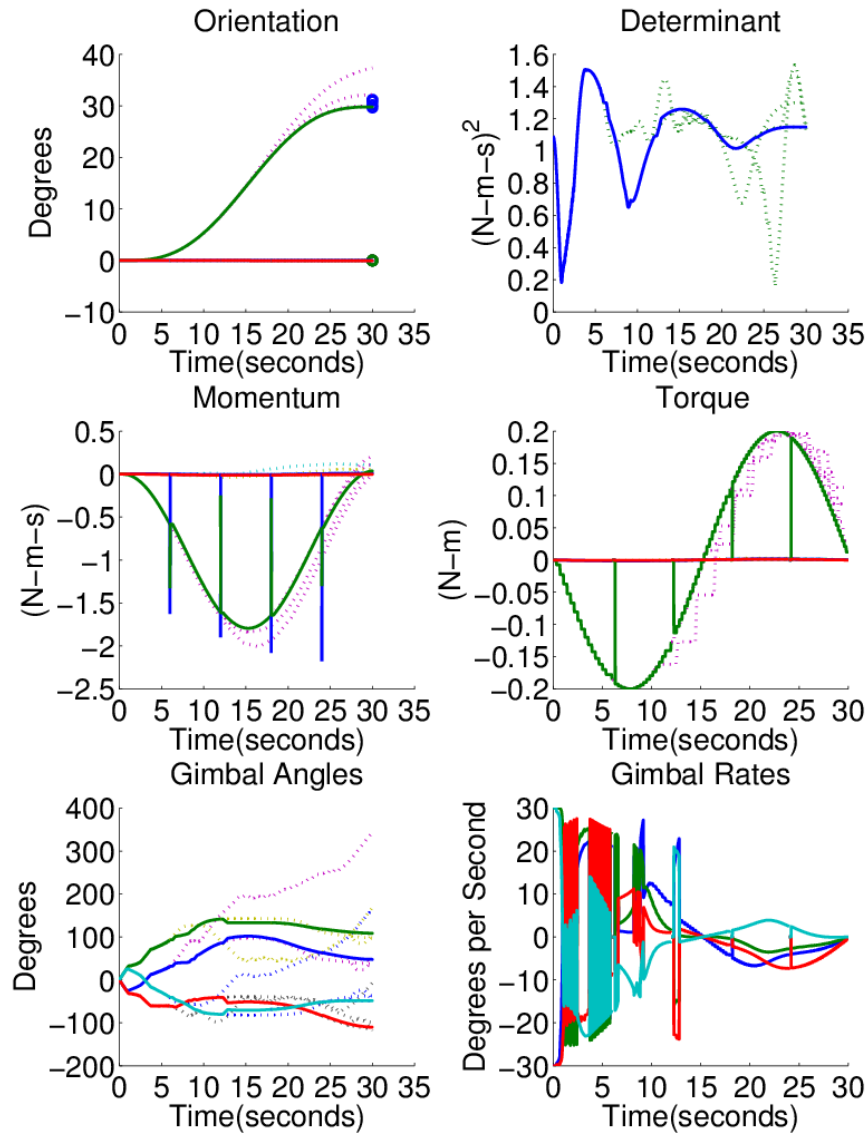 Orientation
Determinant
40
30
20
10
0
−10
Degrees
0 5 10 15 20 25 30 35
Time(seconds)
1.6
1.4
1.2
1
0.8
0.6
0.4
0.2
0
(N−m−s)²
0 5 10 15 20 25 30 35
Time(seconds)
Momentum
Torque
0.5
0
−0.5
−1
−1.5
−2
−2.5
(N−m−s)
0 5 10 15 20 25 30 35
Time(seconds)
0.2
0.15
0.1
0.05
0
−0.05
−0.1
−0.15
−0.2
(N−m)
0 5 10 15 20 25 30
Time(seconds)
Gimbal Angles
Gimbal Rates
400
300
200
100
0
−100
−200
Degrees
0 5 10 15 20 25 30 35
Time(seconds)
30
20
10
0
−10
−20
−30
Degrees per Second
0 5 10 15 20 25 30
Time(seconds)